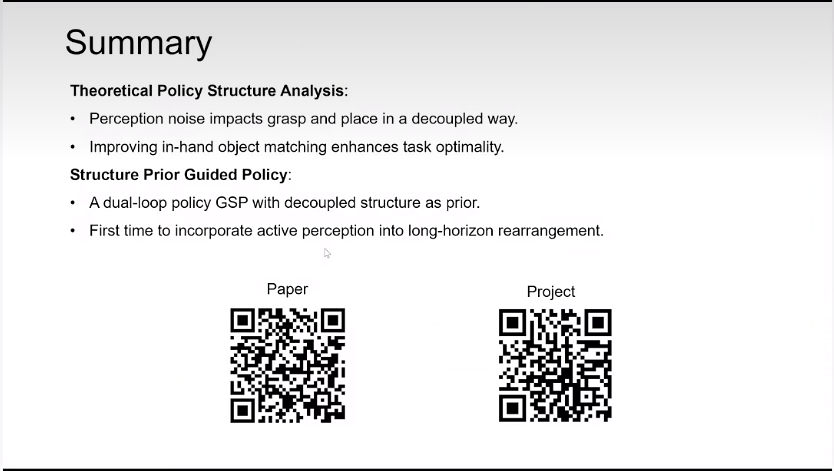 Summary
Theoretical Policy Structure Analysis:
• Perception noise impacts grasp and place in a decoupled way.
• Improving in-hand object matching enhances task optimality.
Structure Prior Guided Policy:
• A dual-loop policy GSP with decoupled structure as prior.
• First time to incorporate active perception into long-horizon rearrangement.
Paper
Project